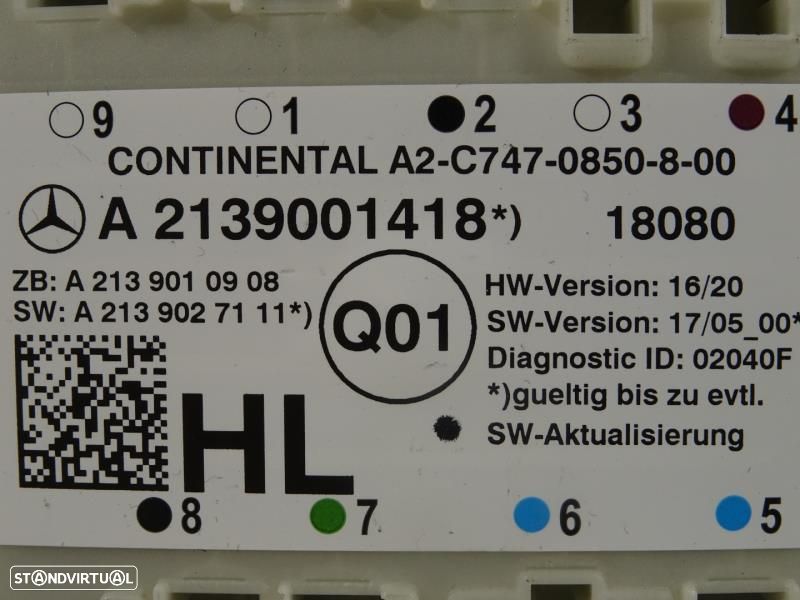 9 1 2 3 4
CONTINENTAL A2-C747-0850-8-00
A 2139001418*) 18080
ZB: A 213 901 09 08
SW: A 213 902 71 11*)
Q01
HW-Version: 16/20
SW-Version: 17/05_00*
Diagnostic ID: 02040F
*)gueltig bis zu evtl.
SW-Aktualisierung
HL
8 7 6 5
STANDVIRTUAL